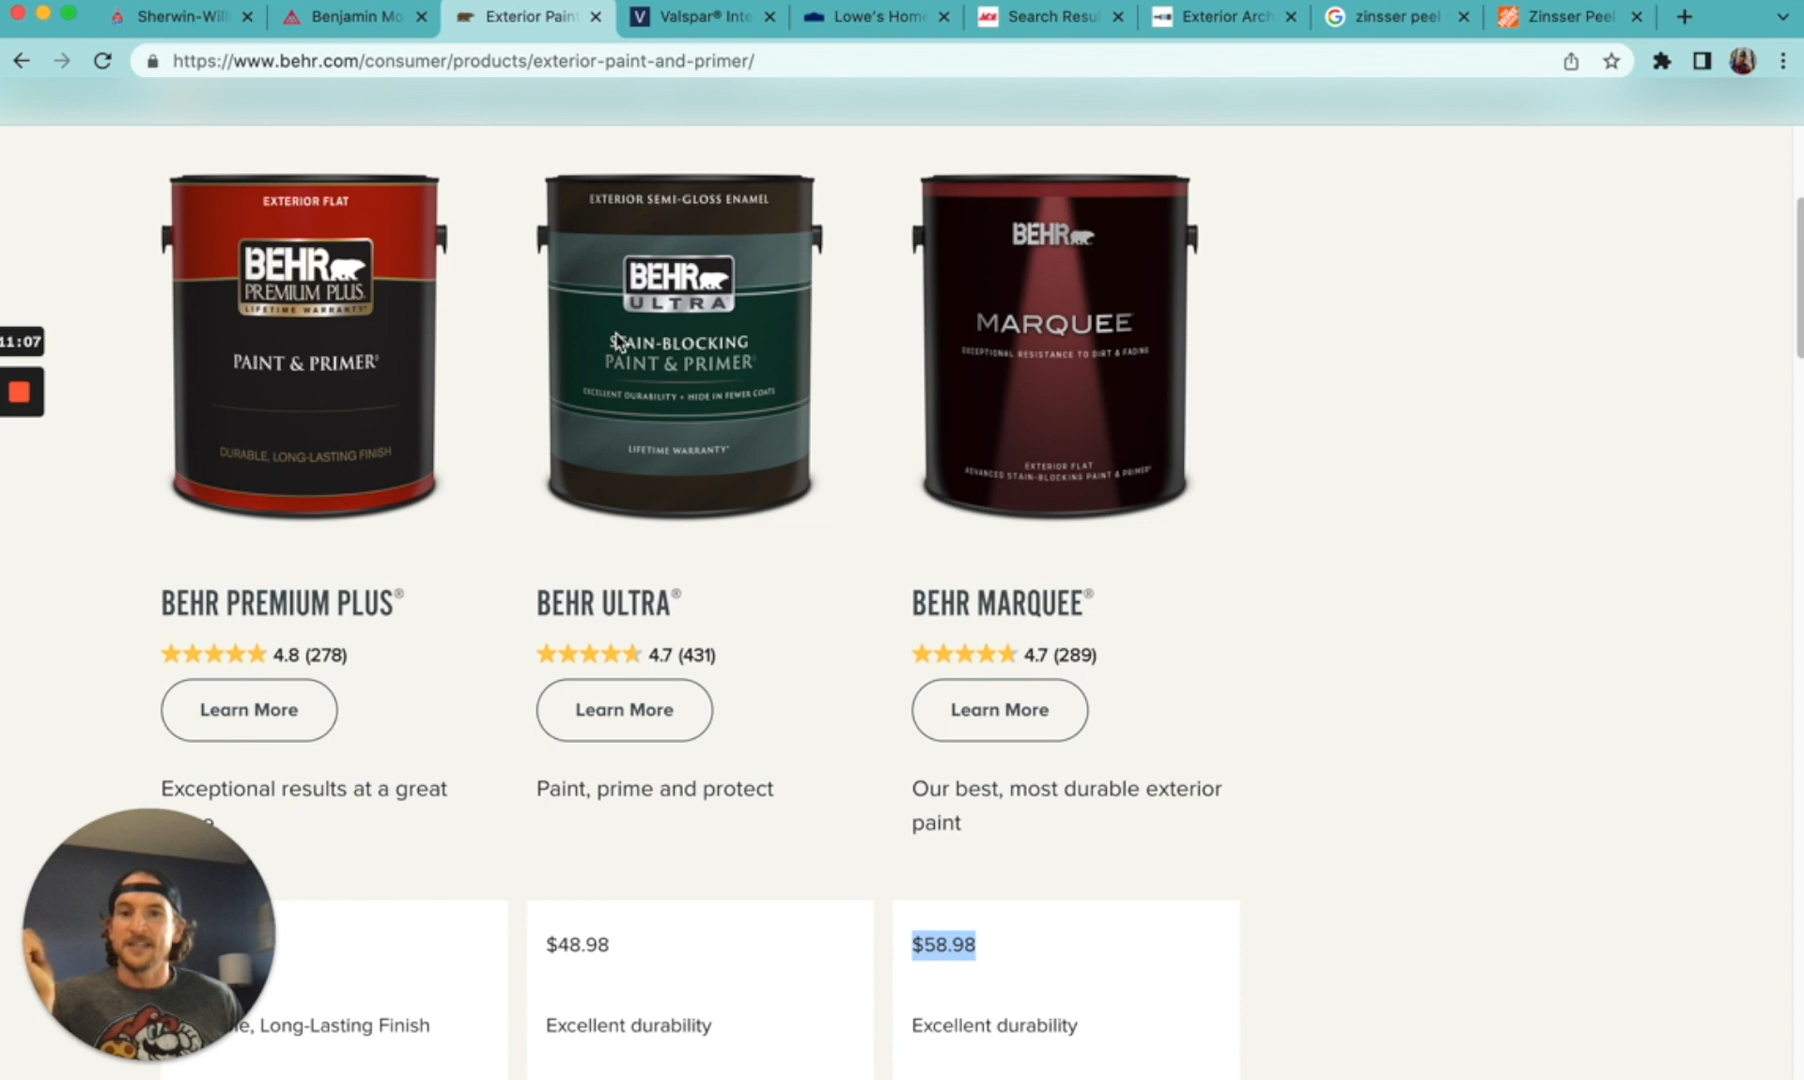 Sherwin-Will
Benjamin Mo
Exterior Pain
Valspar® Inte
Lowe's Home
Search Resu
Exterior Arch
zinsser peel
Zinsser Peel
https://www.behr.com/consumer/products/exterior-paint-and-primer/
11:07
EXTERIOR FLAT
BEHR
PREMIUM PLUS
LIFETIME WARRANTY*
PAINT & PRIMER®
DURABLE, LONG-LASTING FINISH
EXTERIOR SEMI-GLOSS ENAMEL
BEHR
ULTRA
STAIN-BLOCKING
PAINT & PRIMER®
EXCELLENT DURABILITY • HIDE IN FEWER COATS
LIFETIME WARRANTY*
BEHR
MARQUEE
EXCEPTIONAL RESISTANCE TO DIRT & FADING
EXTERIOR FLAT
ADVANCED STAIN-BLOCKING PAINT & PRIMER®
BEHR PREMIUM PLUS®
4.8 (278)
Learn More
Exceptional results at a great
BEHR ULTRA®
4.7 (431)
Learn More
Paint, prime and protect
BEHR MARQUEE®
4.7 (289)
Learn More
Our best, most durable exterior
paint
$48.98
$58.98
e, Long-Lasting Finish
Excellent durability
Excellent durability